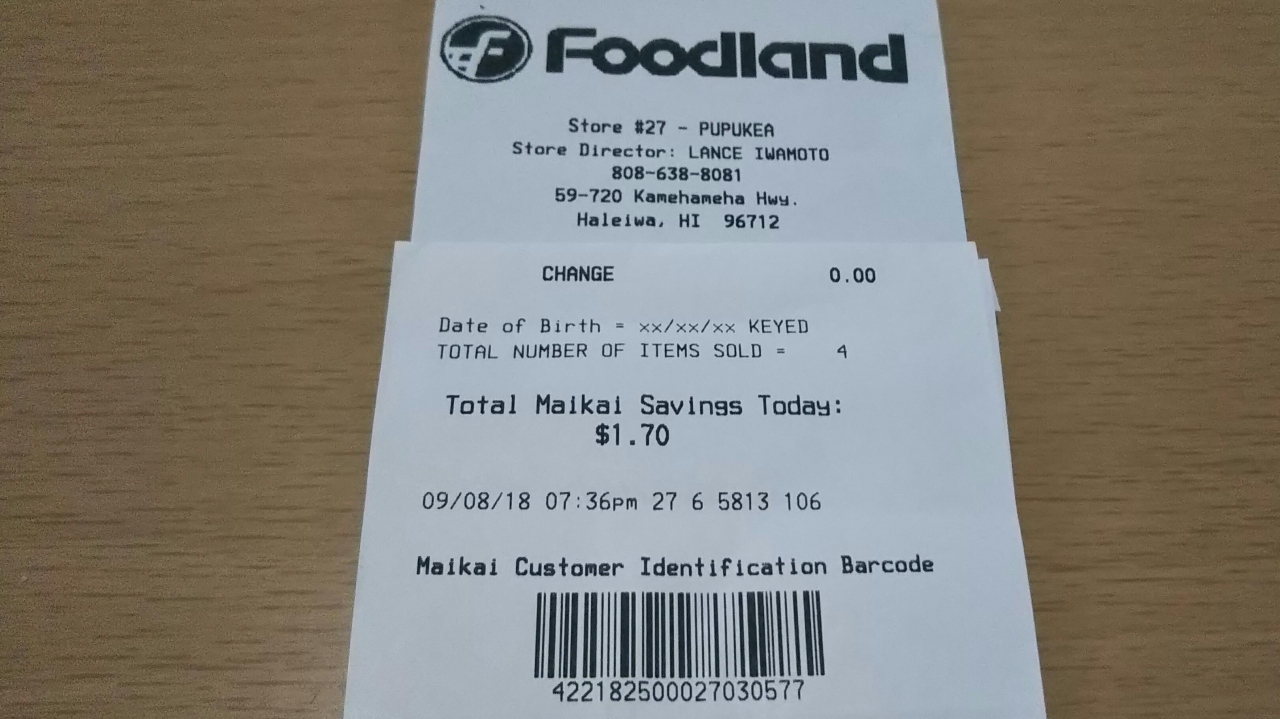 Foodland
Store #27 - PUPUKEA
Store Director: LANCE IWAMOTO
808-638-8081
59-720 Kamehameha Hwy.
Haleiwa, HI 96712
CHANGE 0.00
Date of Birth = xx/xx/xx KEYED
TOTAL NUMBER OF ITEMS SOLD = 4
Total Maikai Savings Today:
$1.70
09/08/18 07:36pm 27 6 5813 106
Maikai Customer Identification Barcode
422182500027030577